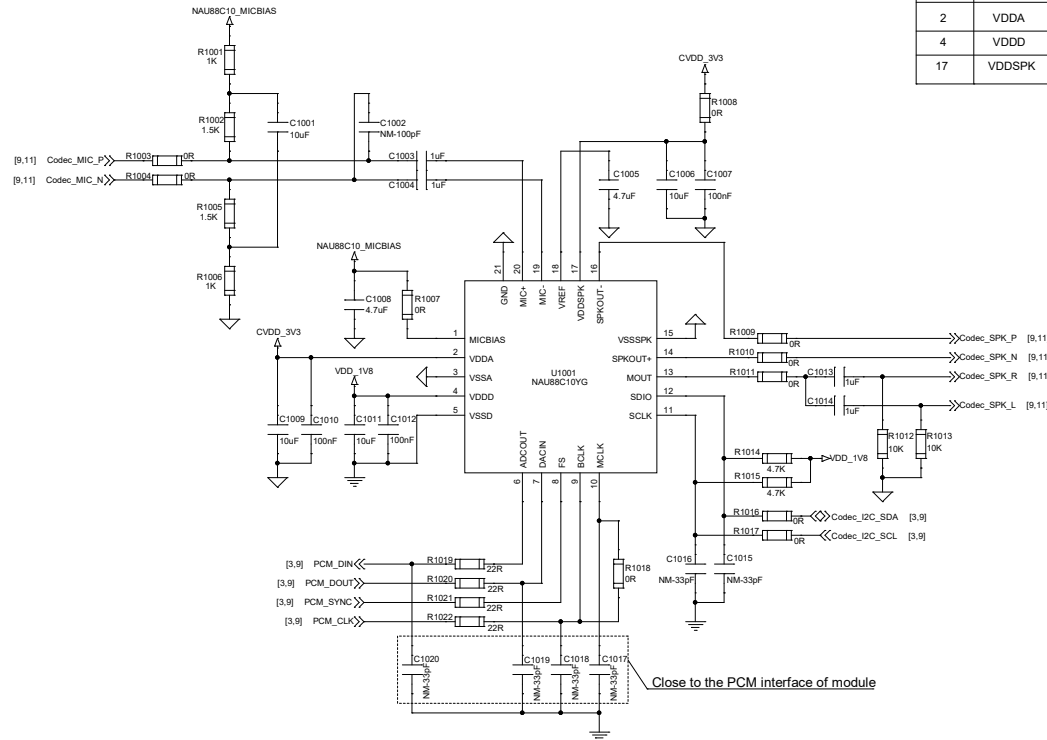 NAU88C10_MICBIAS
2 VDDA
4 VDDD
17 VDDSPK
R1001
1K
CVDD_3V3
R1008
0R
R1002
1.5K
C1001
10uF
C1002
NM-100pF
[9,11] Codec_MIC_P R1003 0R
C1003 1uF
[9,11] Codec_MIC_N R1004 0R
C1004 1uF
C1005
4.7uF
C1006
10uF
C1007
100nF
R1005
1.5K
NAU88C10_MICBIAS
R1006
1K
C1008
4.7uF
R1007
0R
21 20 19 18 17 16
GND MIC+ MIC- VREF VDDSPK SPKOUT-
CVDD_3V3
1 MICBIAS
2 VDDA
3 VSSA
4 VDDD
5 VSSD
U1001
NAU88C10YG
VSSSPK 15
SPKOUT+ 14
MOUT 13
SDIO 12
SCLK 11
R1009 0R Codec_SPK_P [9,11]
R1010 0R Codec_SPK_N [9,11]
R1011 0R C1013 1uF Codec_SPK_R [9,11]
C1014 1uF Codec_SPK_L [9,11]
VDD_1V8
C1009
10uF
C1010
100nF
C1011
10uF
C1012
100nF
R1012
10K
R1013
10K
ADCOUT DACIN FS BCLK MCLK
6 7 8 9 10
R1014
4.7K
VDD_1V8
R1015
4.7K
R1016 0R Codec_I2C_SDA [3,9]
R1017 0R Codec_I2C_SCL [3,9]
C1016
NM-33pF
C1015
NM-33pF
R1018
0R
[3,9] PCM_DIN R1019 22R
[3,9] PCM_DOUT R1020 22R
[3,9] PCM_SYNC R1021 22R
[3,9] PCM_CLK R1022 22R
C1020
NM-33pF
C1019
NM-33pF
C1018
NM-33pF
C1017
NM-33pF
Close to the PCM interface of module